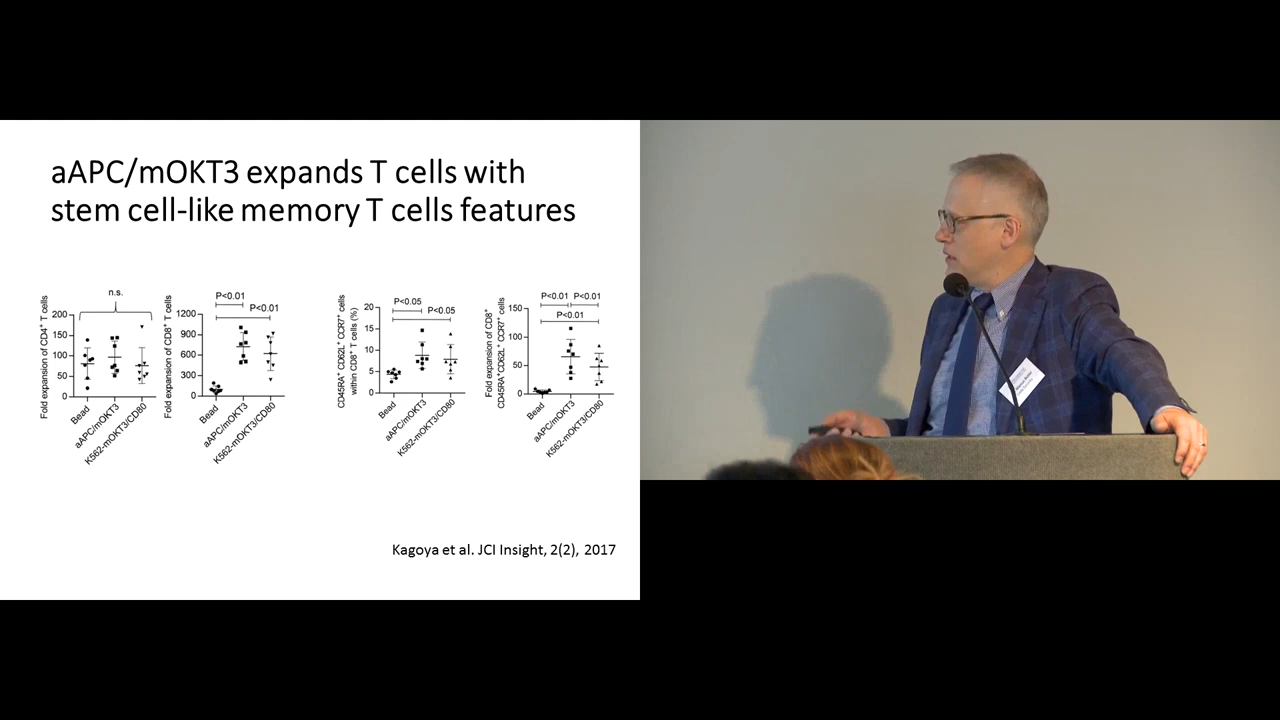 aAPC/mOKT3 expands T cells with
stem cell-like memory T cells features
Fold expansion of CD4+ T cells
200
150
100
50
0
n.s.
Bead
aAPC/mOKT3
K562-mOKT3/CD80
Fold expansion of CD8+ T cells
1200
900
600
300
0
P<0.01
P<0.01
Bead
aAPC/mOKT3
K562-mOKT3/CD80
CD45RA+ CD62L+ CCR7+ cells
within CD8+ T cells (%)
20
15
10
5
0
P<0.05
P<0.05
Bead
aAPC/mOKT3
K562-mOKT3/CD80
Fold expansion of CD8+
CD45RA+CD62L+ CCR7+ cells
150
100
50
0
P<0.01 P<0.01
P<0.01
Bead
aAPC/mOKT3
K562-mOKT3/CD80
Kagoya et al. JCI Insight, 2(2), 2017